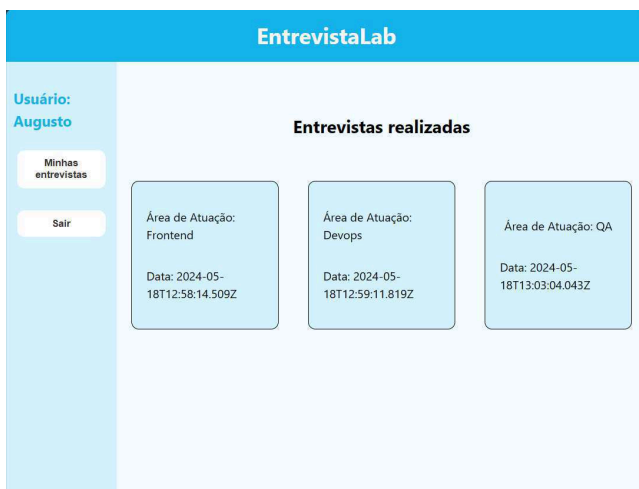 EntrevistaLab
Usuário:
Augusto
Minhas
entrevistas
Sair
Entrevistas realizadas
Área de Atuação:
Frontend
Data: 2024-05-
18T12:58:14.509Z
Área de Atuação:
Devops
Data: 2024-05-
18T12:59:11.819Z
Área de Atuação: QA
Data: 2024-05-
18T13:03:04.043Z